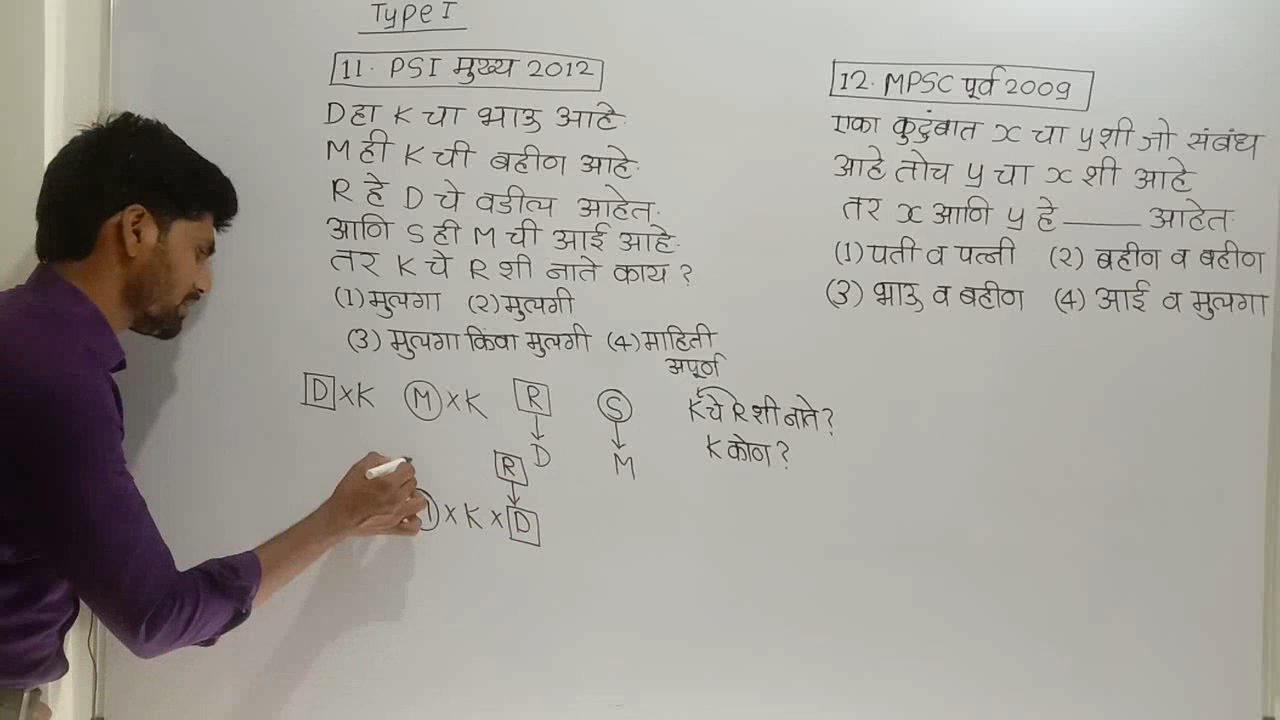 Type I
11. PSI मुख्य 2012
D हा K चा भाऊ आहे.
M ही K ची बहीण आहे.
R हे D चे वडील आहेत.
आणि S ही M ची आई आहे.
तर K चे R शी नाते काय ?
(1) मुलगा (२) मुलगी
(3) मुलगा किंवा मुलगी (4) माहिती
अपूर्ण
D × K M × K R S K चे R शी नाते ?
D M K कोण ?
R
× K × D
12. MPSC पूर्व 2009
एका कुटुंबात x चा y शी जो संबंध
आहे तोच y चा x शी आहे
तर x आणि y हे ____ आहेत.
(1) पती व पत्नी (२) बहीण व बहीण
(3) भाऊ व बहीण (4) आई व मुलगा